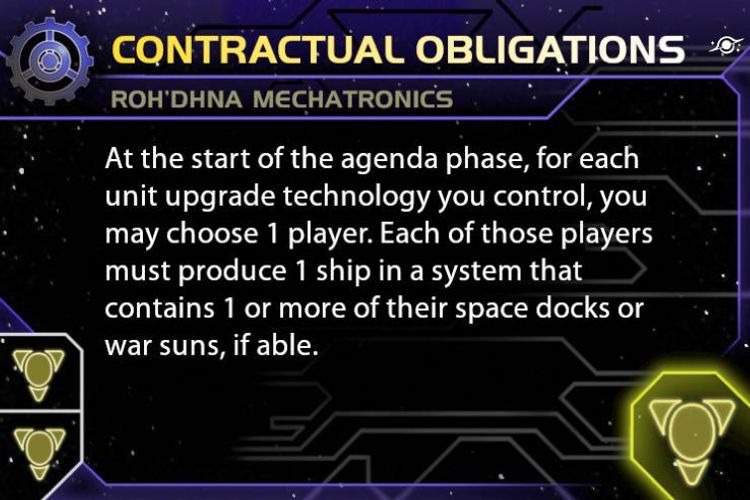 CONTRACTUAL OBLIGATIONS
ROH'DHNA MECHATRONICS
At the start of the agenda phase, for each
unit upgrade technology you control, you
may choose 1 player. Each of those players
must produce 1 ship in a system that
contains 1 or more of their space docks or
war suns, if able.